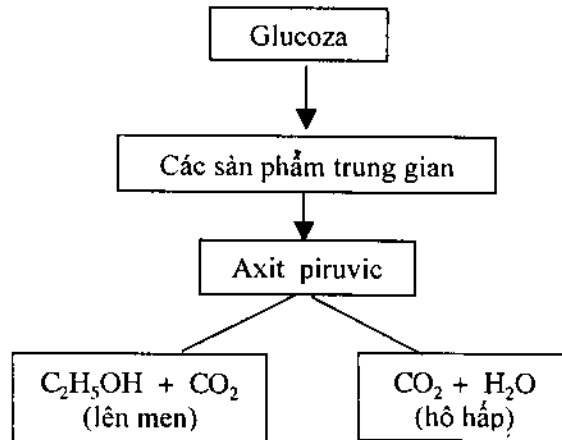 Glucoza
Các sản phẩm trung gian
Axit piruvic
C₂H₅OH + CO₂
(lên men)
CO₂ + H₂O
(hô hấp)